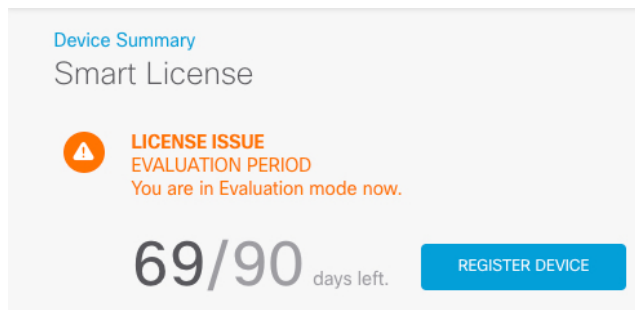 Device Summary
Smart License
LICENSE ISSUE
EVALUATION PERIOD
You are in Evaluation mode now.
69/90 days left.
REGISTER DEVICE